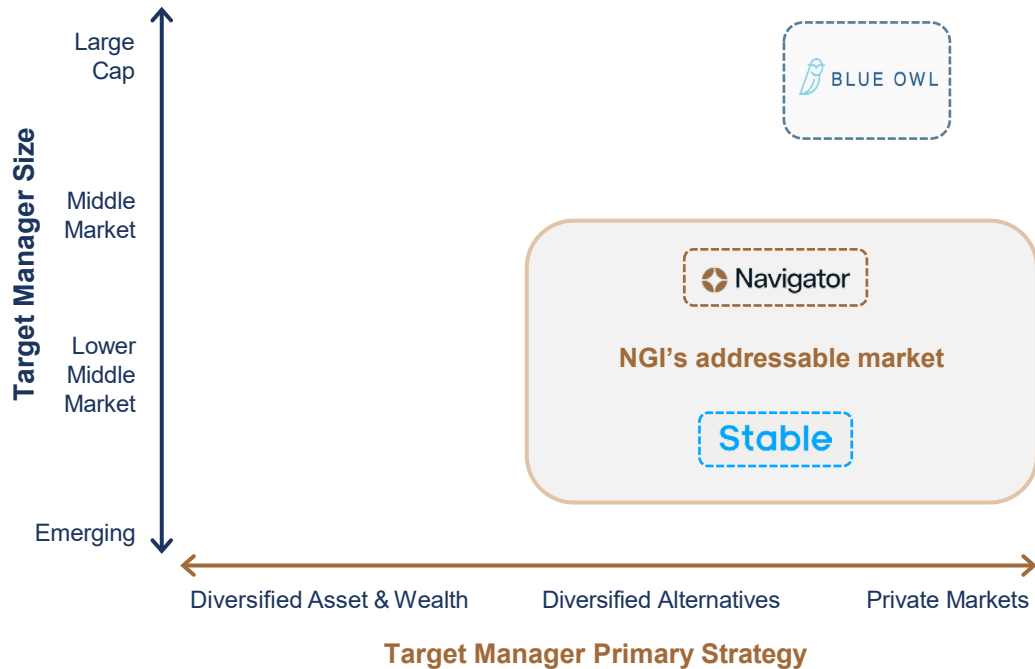 Target Manager Size
Large
Cap
Middle
Market
Lower
Middle
Market
Emerging
BLUE OWL
Navigator
NGI’s addressable market
Stable
Diversified Asset & Wealth
Diversified Alternatives
Private Markets
Target Manager Primary Strategy